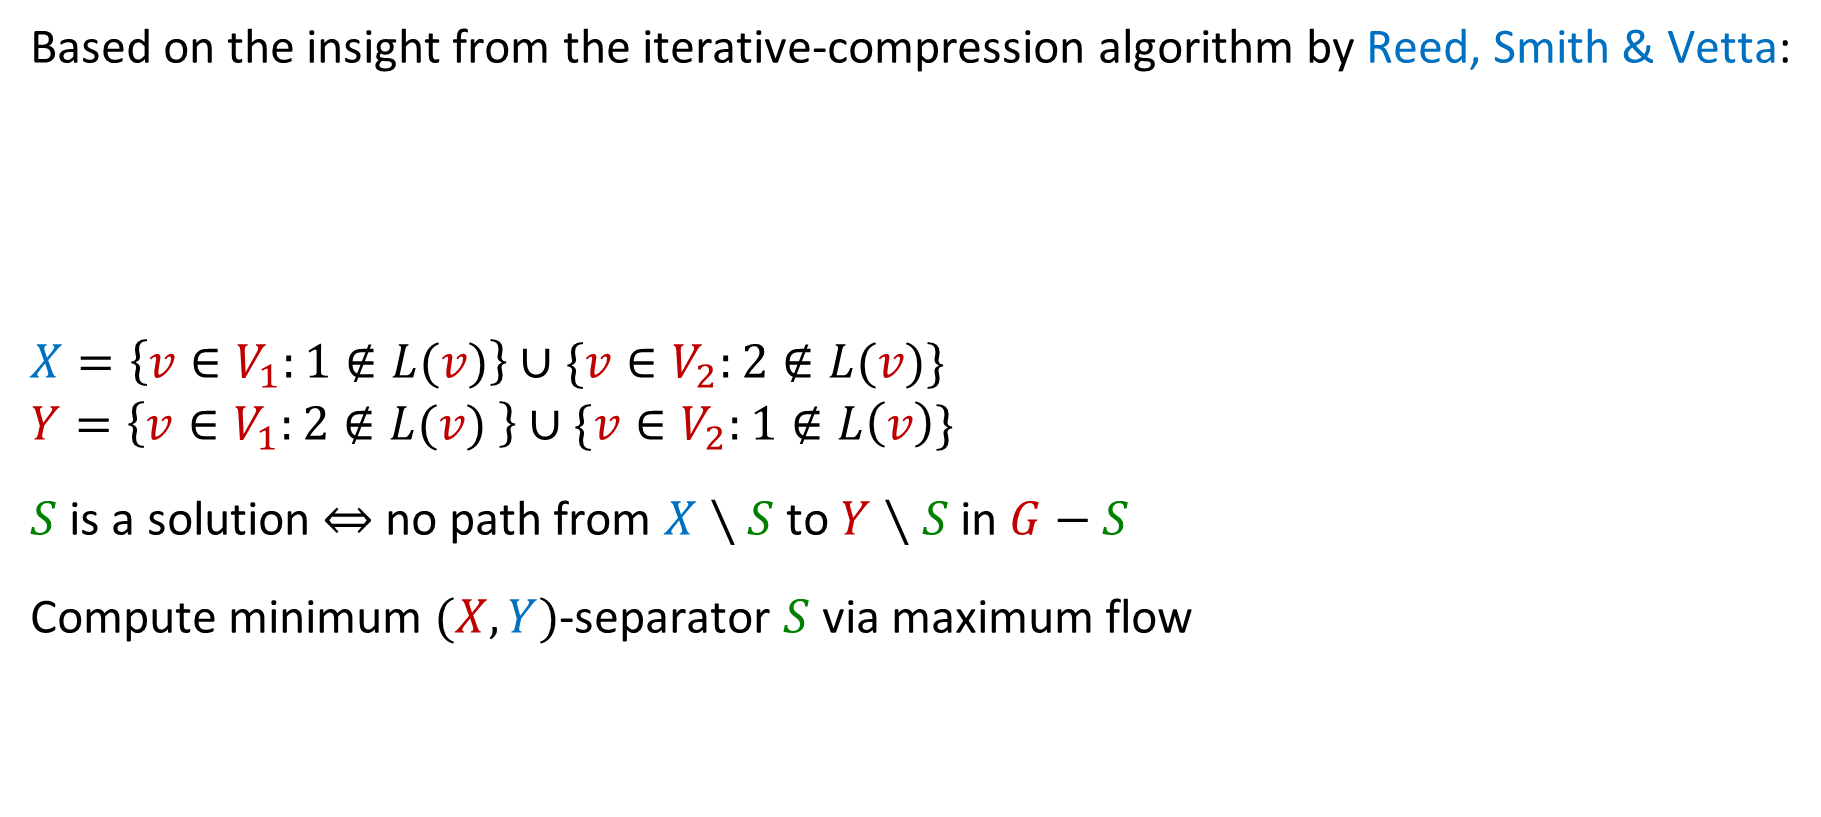 Based on the insight from the iterative-compression algorithm by Reed, Smith & Vetta:
X = {v ∈ V₁: 1 ∉ L(v)} ∪ {v ∈ V₂: 2 ∉ L(v)}
Y = {v ∈ V₁: 2 ∉ L(v) } ∪ {v ∈ V₂: 1 ∉ L(v)}
S is a solution ⇔ no path from X \ S to Y \ S in G − S
Compute minimum (X, Y)-separator S via maximum flow